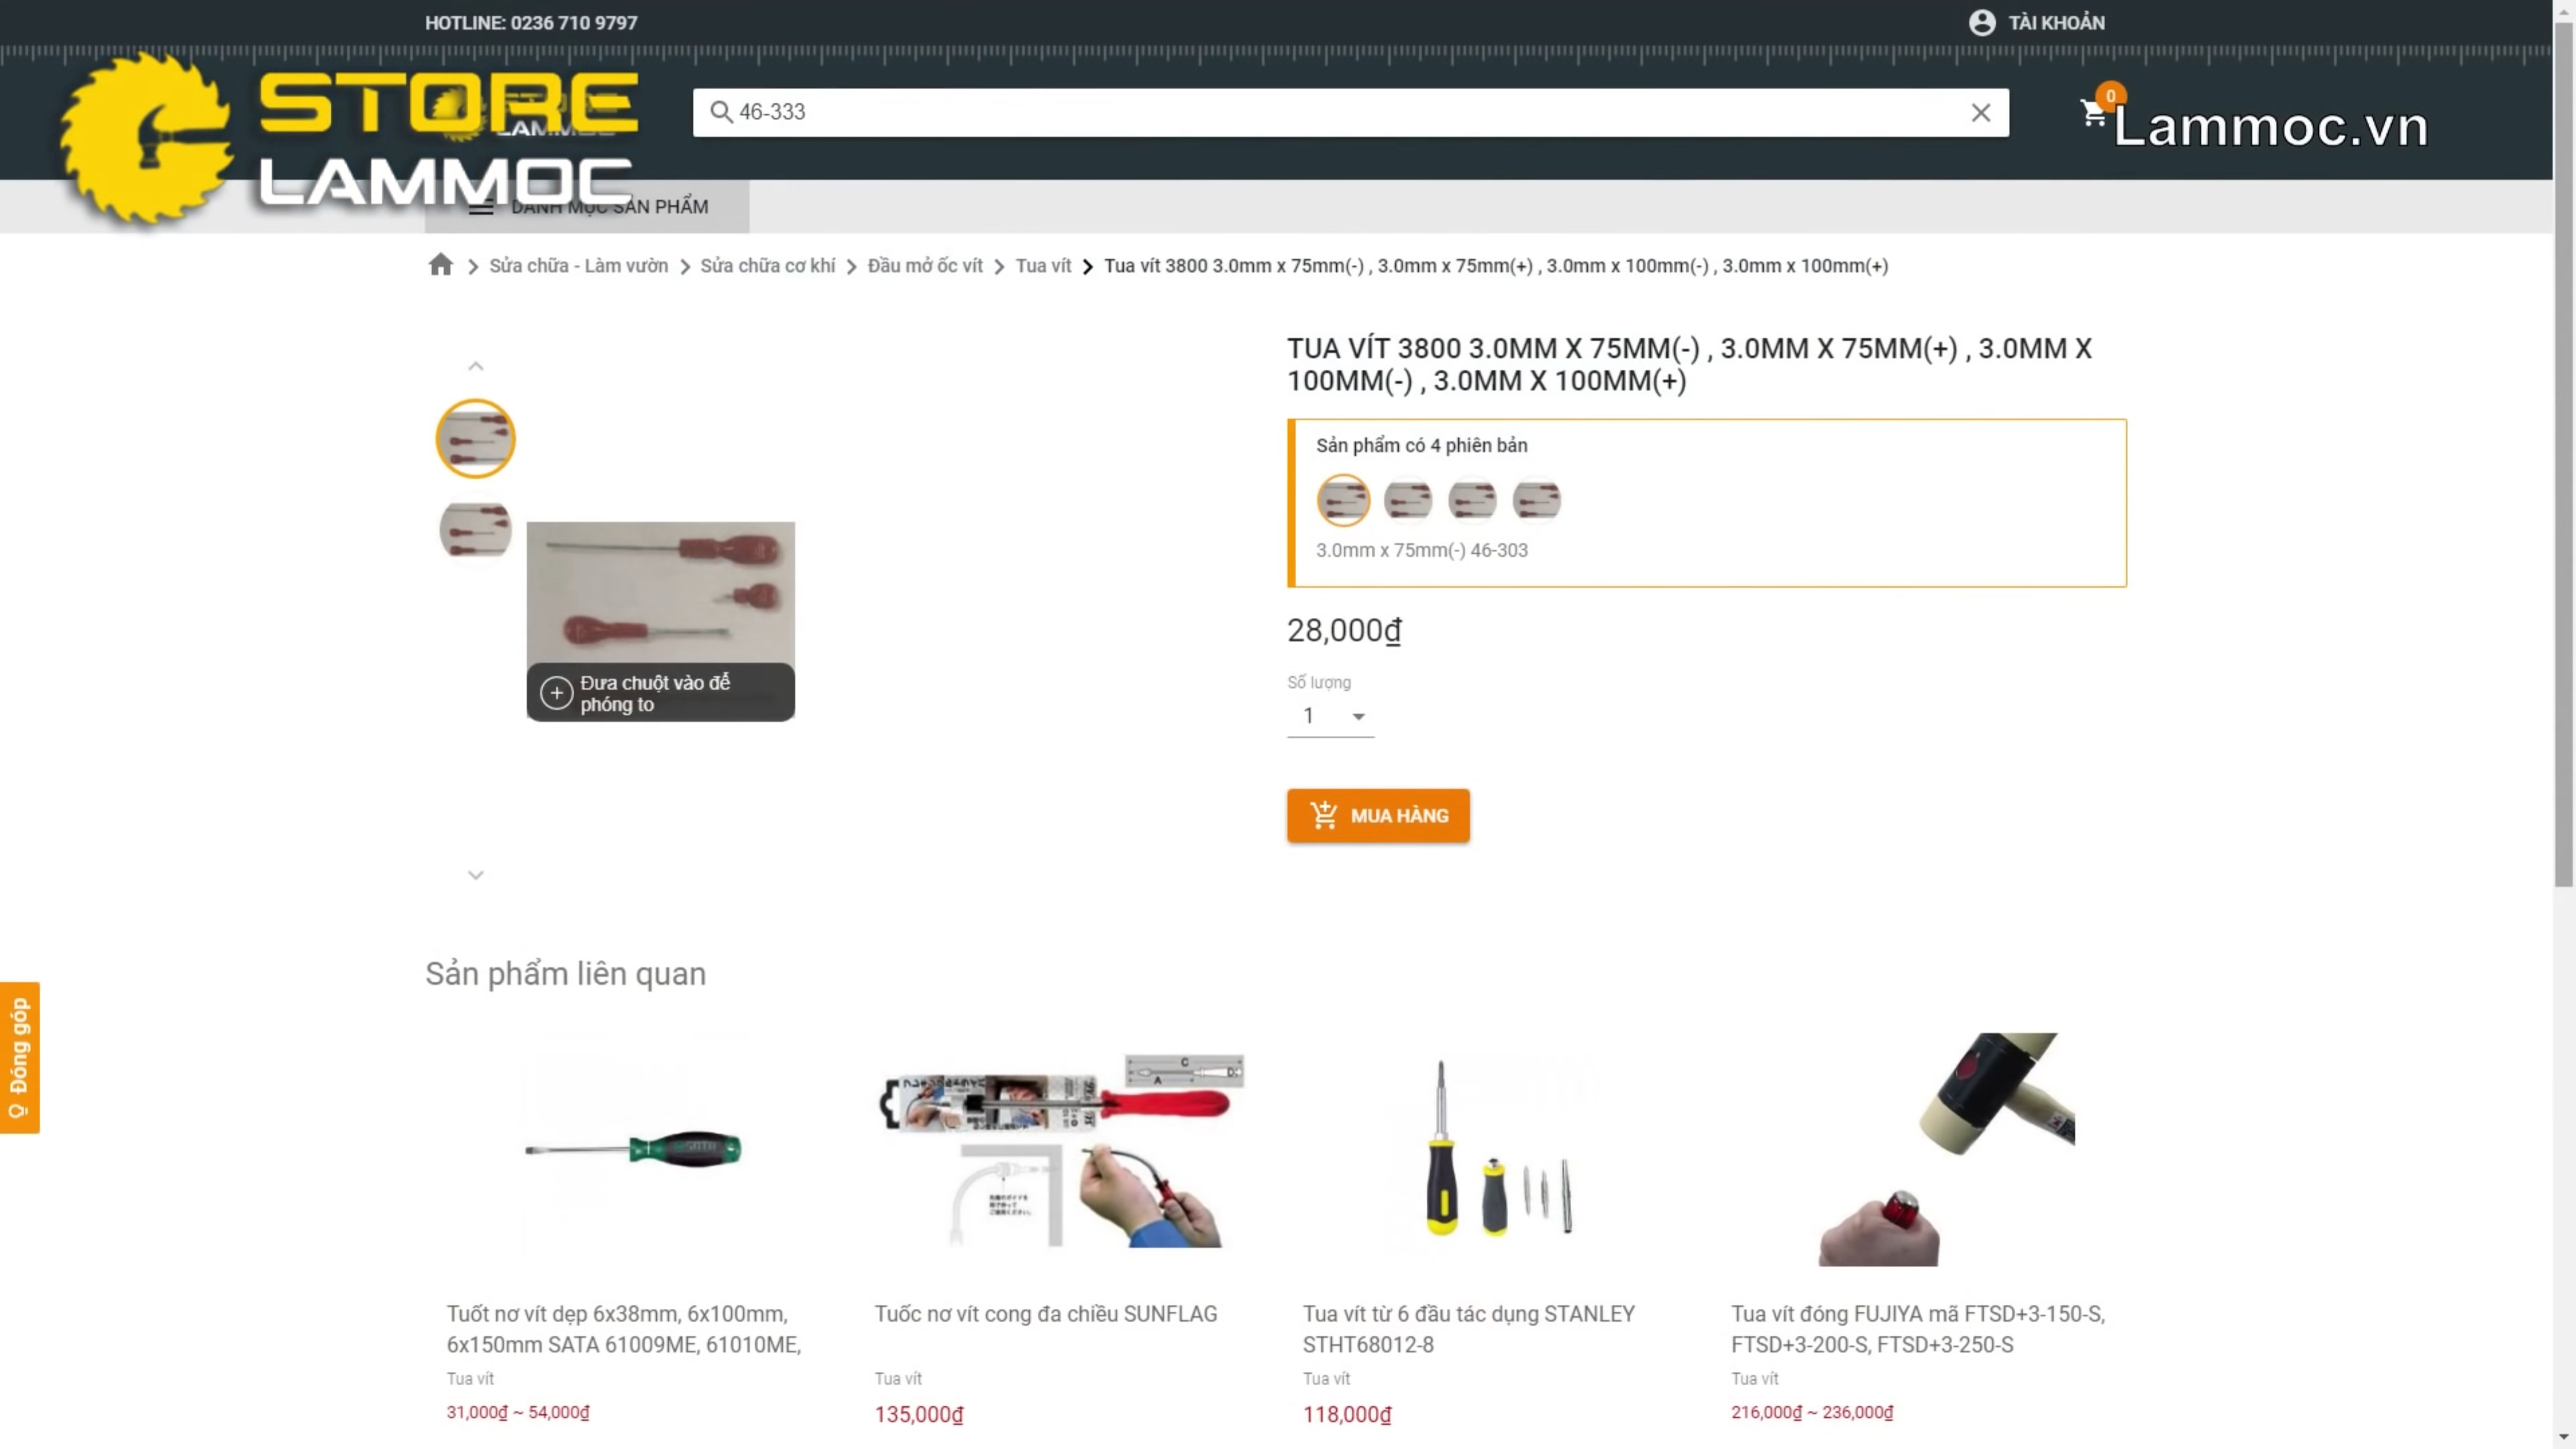 HOTLINE: 0236 710 9797
TÀI KHOẢN
STORE
LAMMOC
46-333
0
Lammoc.vn
DANH MỤC SẢN PHẨM
Sửa chữa - Làm vườn
Sửa chữa cơ khí
Đầu mở ốc vít
Tua vít
Tua vít 3800 3.0mm x 75mm(-) , 3.0mm x 75mm(+) , 3.0mm x 100mm(-) , 3.0mm x 100mm(+)
TUA VÍT 3800 3.0MM X 75MM(-) , 3.0MM X 75MM(+) , 3.0MM X
100MM(-) , 3.0MM X 100MM(+)
Sản phẩm có 4 phiên bản
3.0mm x 75mm(-) 46-303
28,000₫
Số lượng
1
MUA HÀNG
Đưa chuột vào để
phóng to
Sản phẩm liên quan
Đóng góp
Tuốt nơ vít dẹp 6x38mm, 6x100mm,
6x150mm SATA 61009ME, 61010ME,
Tua vít
31,000₫ ~ 54,000₫
Tuốc nơ vít cong đa chiều SUNFLAG
Tua vít
135,000₫
Tua vít từ 6 đầu tác dụng STANLEY
STHT68012-8
Tua vít
118,000₫
Tua vít đóng FUJIYA mã FTSD+3-150-S,
FTSD+3-200-S, FTSD+3-250-S
Tua vít
216,000₫ ~ 236,000₫